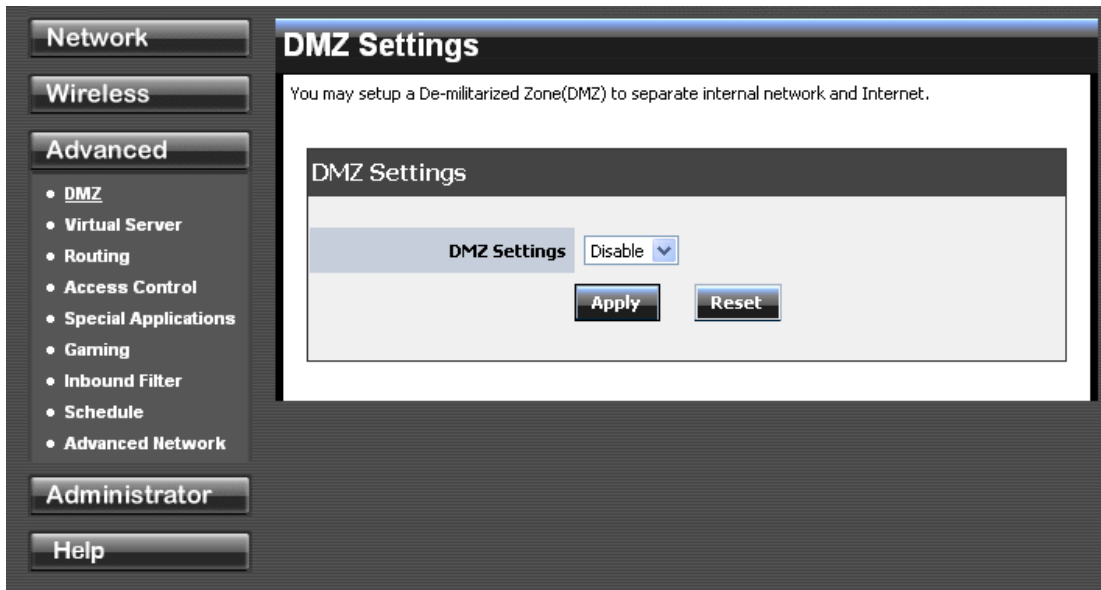 Network
Wireless
Advanced
• DMZ
• Virtual Server
• Routing
• Access Control
• Special Applications
• Gaming
• Inbound Filter
• Schedule
• Advanced Network
Administrator
Help
DMZ Settings
You may setup a De-militarized Zone(DMZ) to separate internal network and Internet.
DMZ Settings
DMZ Settings Disable
Apply Reset